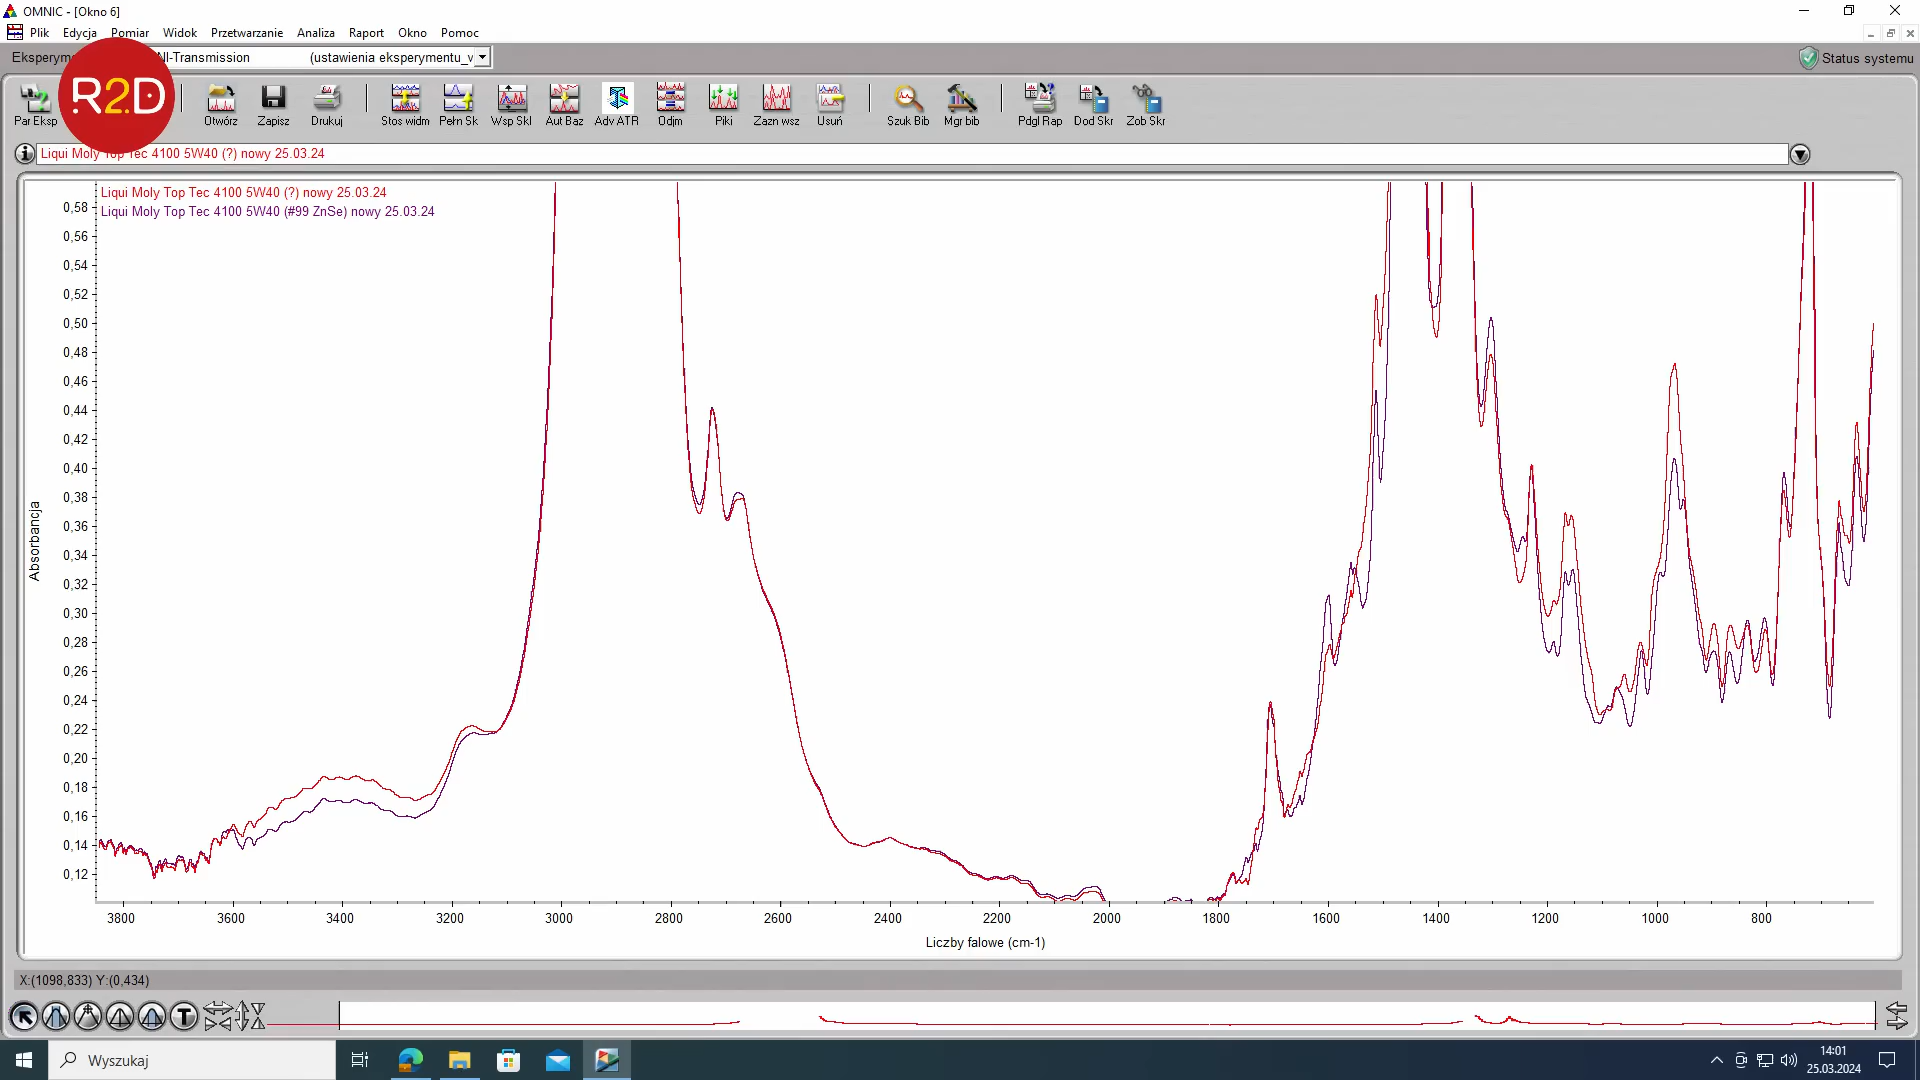 OMNIC - [Okno 6]
Plik Edycja Pomiar Widok Przetwarzanie Analiza Raport Okno Pomoc
Eksperyme NI-Transmission (ustawienia eksperymentu_v
Status systemu
R2D
Par Eksp Otwórz Zapisz Drukuj Stos widm Pełn Sk Wsp Skl Aut Baz Adv ATR Odjm Piki Zazn wsz Usuń Szuk Bib Mgr bib Pdgl Rap Dod Skr Zob Skr
Liqui Moly Top Tec 4100 5W40 (?) nowy 25.03.24
Liqui Moly Top Tec 4100 5W40 (?) nowy 25.03.24
Liqui Moly Top Tec 4100 5W40 (#99 ZnSe) nowy 25.03.24
0,58
0,56
0,54
0,52
0,50
0,48
0,46
0,44
0,42
0,40
0,38
0,36
0,34
0,32
0,30
0,28
0,26
0,24
0,22
0,20
0,18
0,16
0,14
0,12
Absorbancja
3800 3600 3400 3200 3000 2800 2600 2400 2200 2000 1800 1600 1400 1200 1000 800
Liczby falowe (cm-1)
X:(1098,833) Y:(0,434)
T
Wyszukaj
14:01
25.03.2024